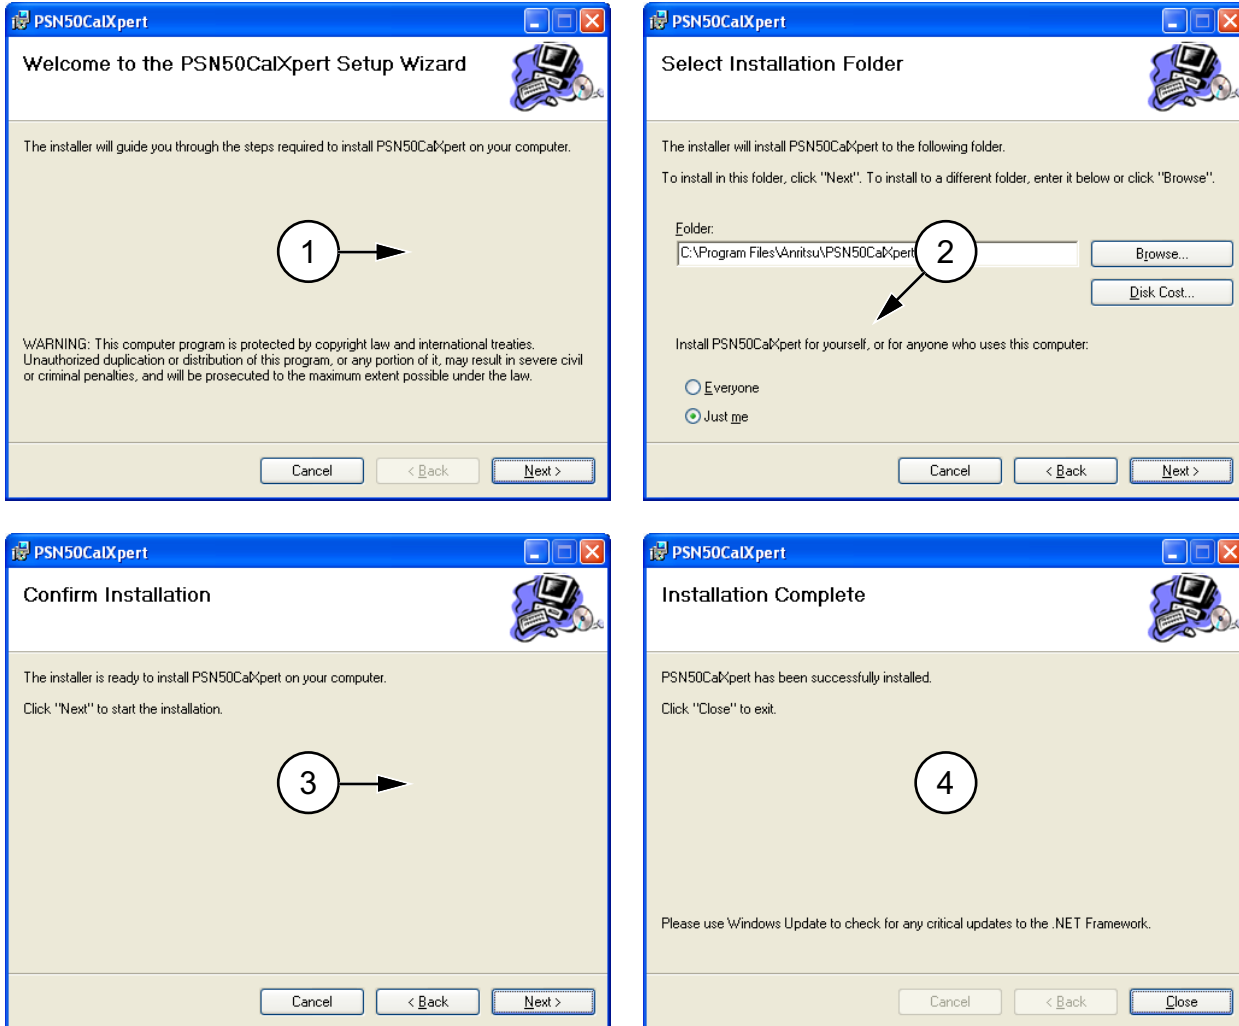 PSN50CalXpert
Welcome to the PSN50CalXpert Setup Wizard
The installer will guide you through the steps required to install PSN50CalXpert on your computer.
1
WARNING: This computer program is protected by copyright law and international treaties.
Unauthorized duplication or distribution of this program, or any portion of it, may result in severe civil
or criminal penalties, and will be prosecuted to the maximum extent possible under the law.
Cancel
< Back
Next >
PSN50CalXpert
Select Installation Folder
The installer will install PSN50CalXpert to the following folder.
To install in this folder, click "Next". To install to a different folder, enter it below or click "Browse".
Folder:
C:\Program Files\Anritsu\PSN50CalXpert
2
Browse...
Disk Cost...
Install PSN50CalXpert for yourself, or for anyone who uses this computer:
Everyone
Just me
Cancel
< Back
Next >
PSN50CalXpert
Confirm Installation
The installer is ready to install PSN50CalXpert on your computer.
Click "Next" to start the installation.
3
Cancel
< Back
Next >
PSN50CalXpert
Installation Complete
PSN50CalXpert has been successfully installed.
Click "Close" to exit.
4
Please use Windows Update to check for any critical updates to the .NET Framework.
Cancel
< Back
Close